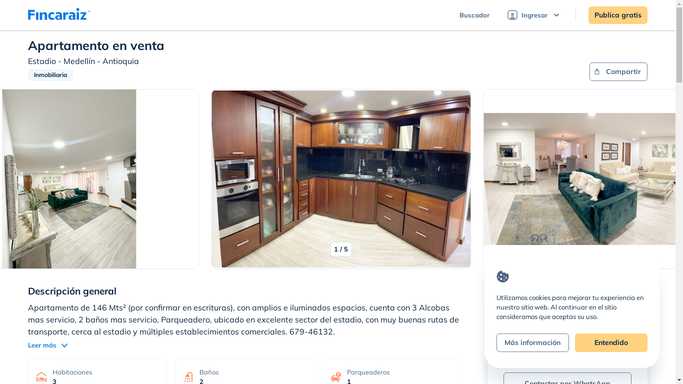 Fincaraiz
Buscador
Ingresar
Publica gratis
Apartamento en venta
Estadio - Medellín - Antioquia
Inmobiliaria
Compartir
1 / 5
Descripción general
Apartamento de 146 Mts² (por confirmar en escrituras), con amplios e iluminados espacios, cuenta con 3 Alcobas
mas servicio, 2 baños mas servicio, Parqueadero, ubicado en excelente sector del estadio, con muy buenas rutas de
transporte, cerca al estadio y múltiples establecimientos comerciales. 679-46132.
Leer más
Habitaciones
3
Baños
2
Parqueaderos
1
Utilizamos cookies para mejorar tu experiencia en
nuestro sitio web. Al continuar en el sitio
consideramos que aceptas su uso.
Más información
Entendido
Contactar por WhatsApp